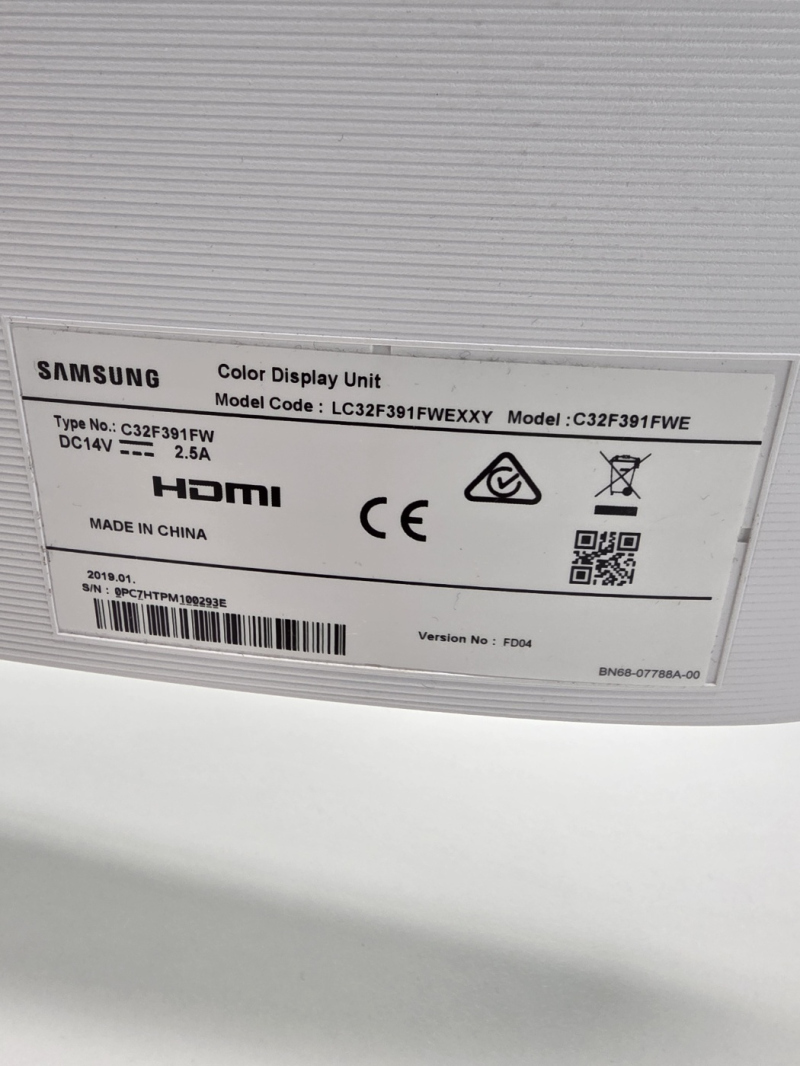 SAMSUNG
Color Display Unit
Model Code : LC32F391FWEXXY Model :C32F391FWE
Type No.: C32F391FW
DC14V 2.5A
HDMI
CE
MADE IN CHINA
2019.01.
S/N : 0PC7HTPM100293E
Version No : FD04
BN68-07788A-00